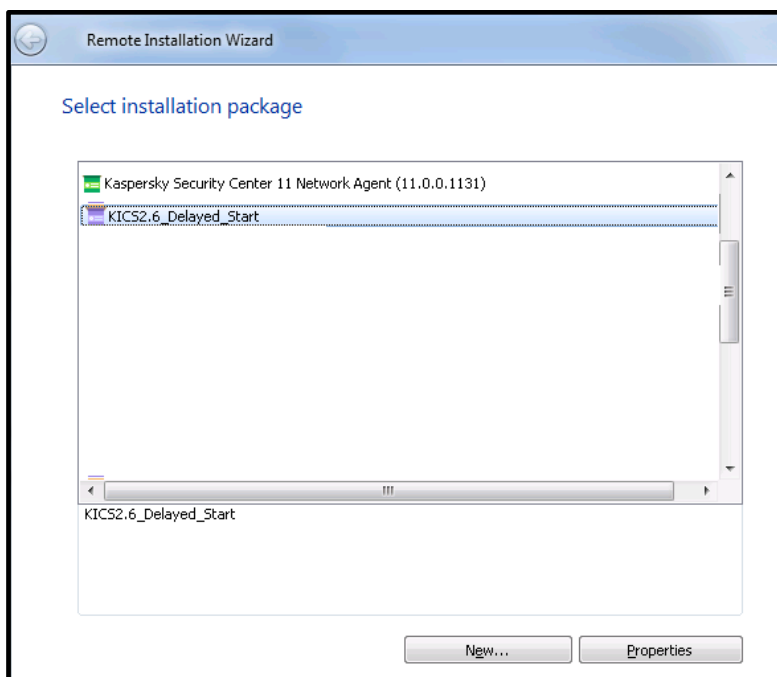 Remote Installation Wizard
Select installation package
Kaspersky Security Center 11 Network Agent (11.0.0.1131)
KICS2.6_Delayed_Start
KICS2.6_Delayed_Start
New...
Properties